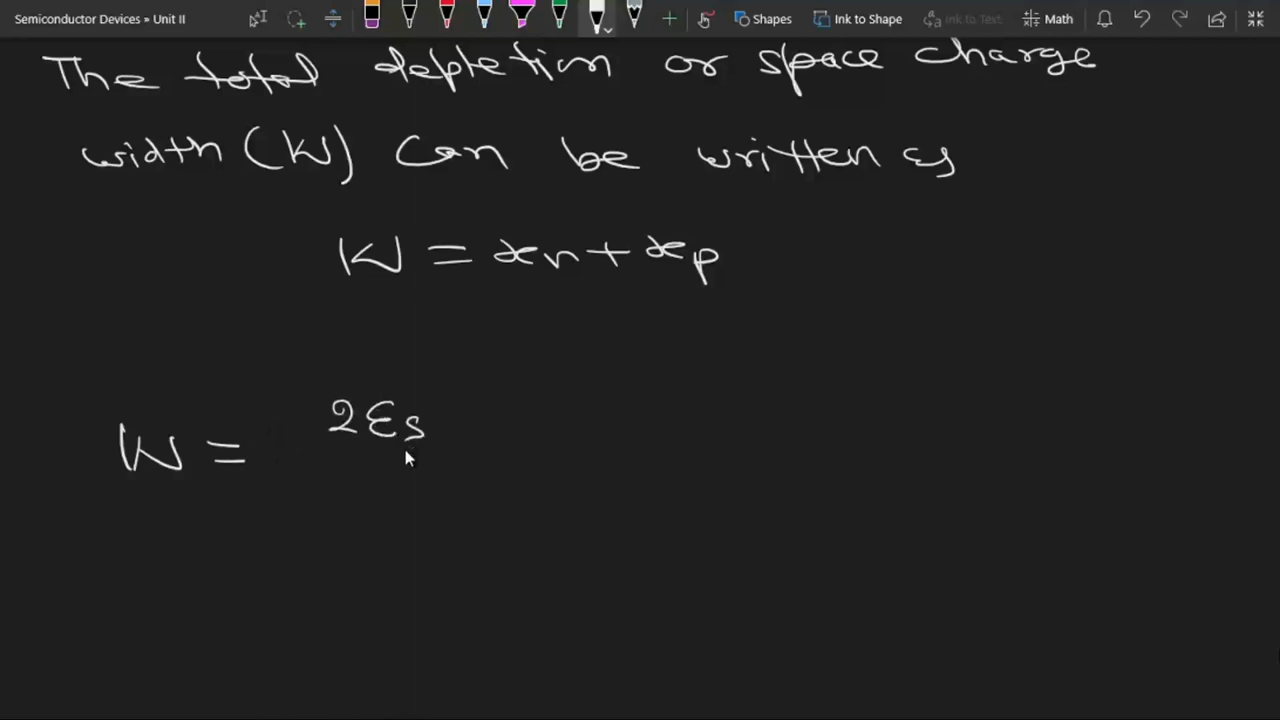 Semiconductor Devices » Unit II
Shapes
Ink to Shape
Ink to Text
Math
The total depletion or space charge
width (W) can be written as
W = xn + xp
W = 2εs